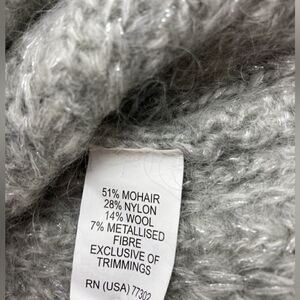 51% MOHAIR
28% NYLON
14% WOOL
7% METALLISED
FIBRE
EXCLUSIVE OF
TRIMMINGS
RN (USA) 77302